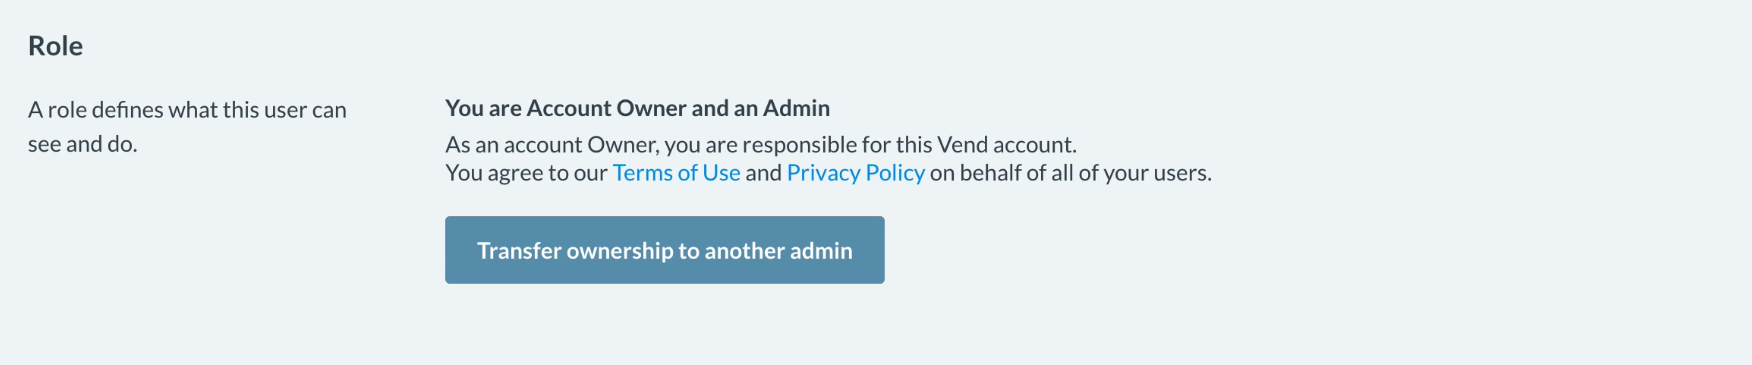 Role
A role defines what this user can
see and do.
You are Account Owner and an Admin
As an account Owner, you are responsible for this Vend account.
You agree to our Terms of Use and Privacy Policy on behalf of all of your users.
Transfer ownership to another admin